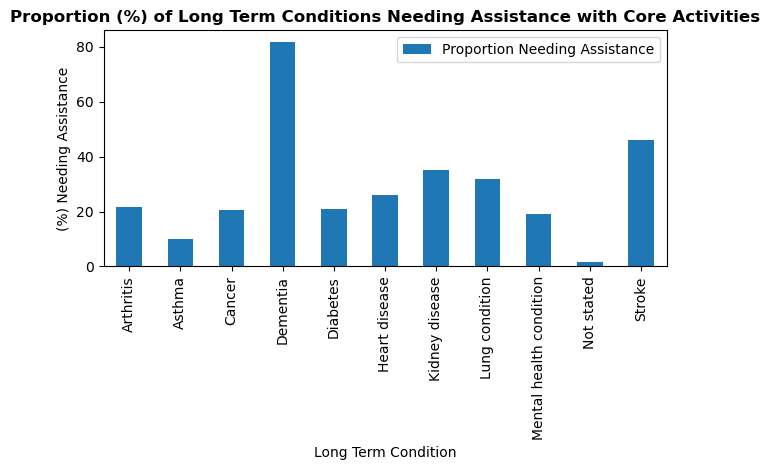 Proportion (%) of Long Term Conditions Needing Assistance with Core Activities
Proportion Needing Assistance
(%) Needing Assistance
80
60
40
20
0
Arthritis
Asthma
Cancer
Dementia
Diabetes
Heart disease
Kidney disease
Lung condition
Mental health condition
Not stated
Stroke
Long Term Condition